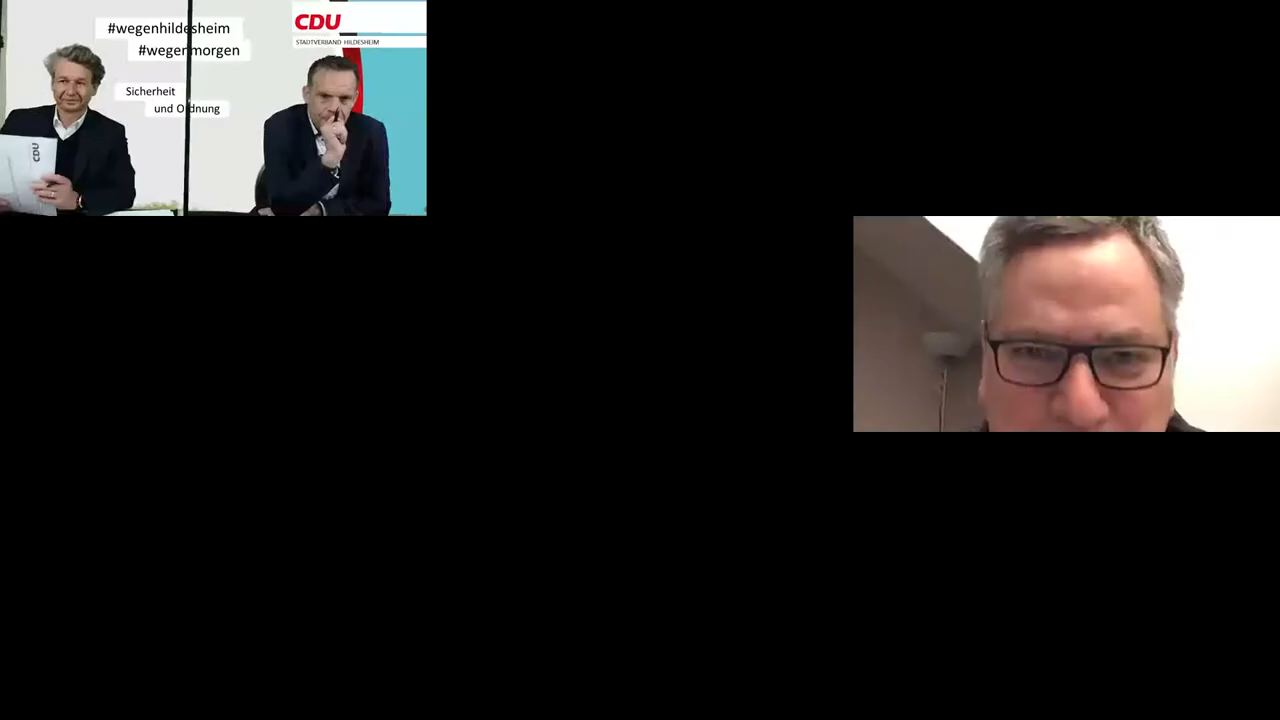 #wegenhildesheim
#wegenmorgen
CDU
STADTVERBAND HILDESHEIM
Sicherheit
und Ordnung
CDU